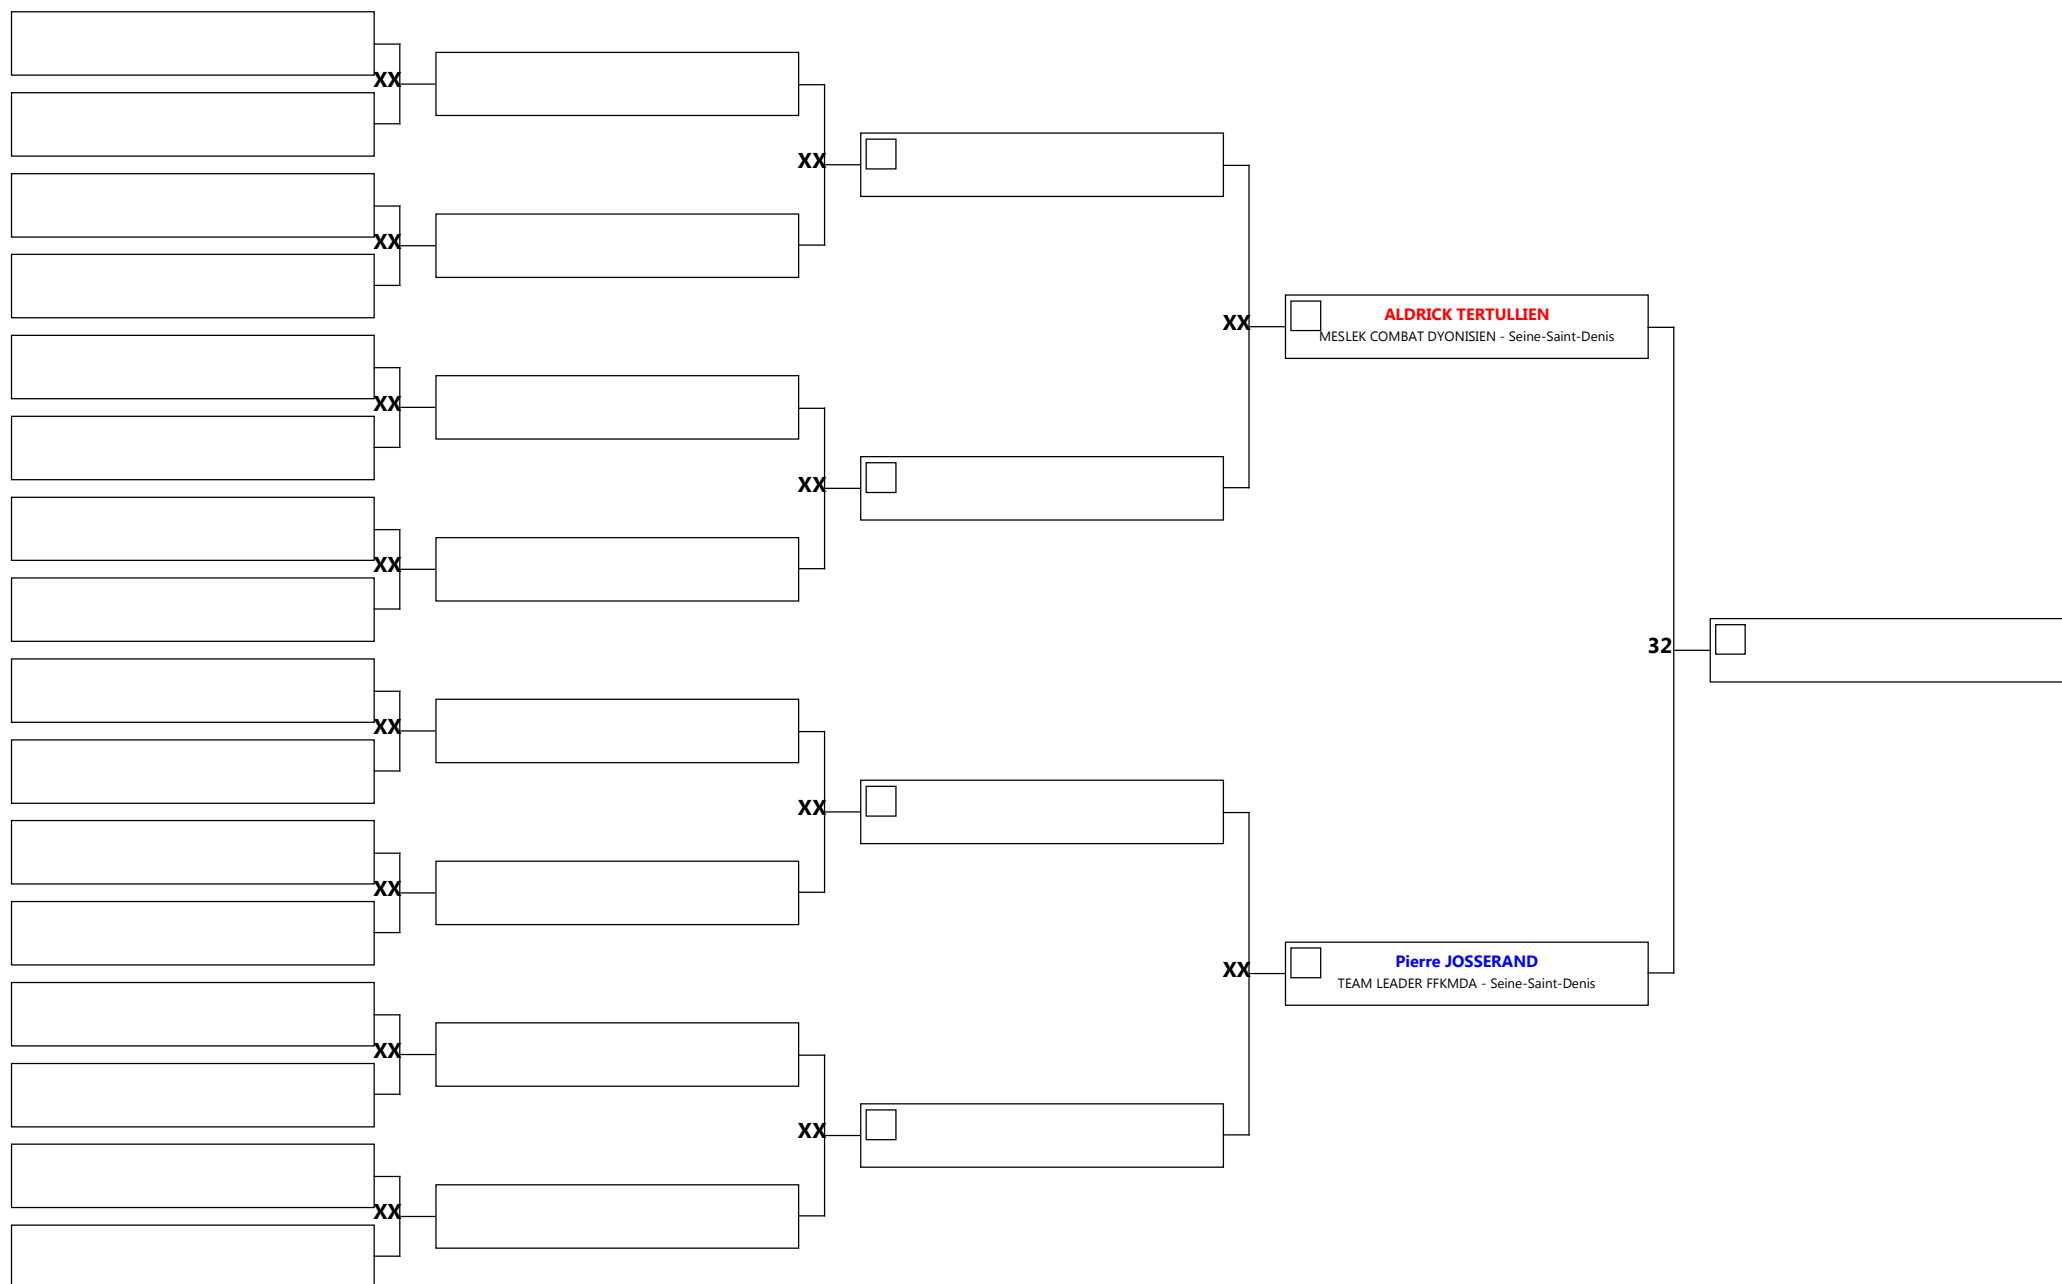 XX
XX
XX
XX
XX
XX
XX
XX
XX
XX
XX
XX
XX
ALDRICK TERTULLIEN
MESLEK COMBAT DYONISIEN - Seine-Saint-Denis
XX
Pierre JOSSERAND
TEAM LEADER FFKMDA - Seine-Saint-Denis
32